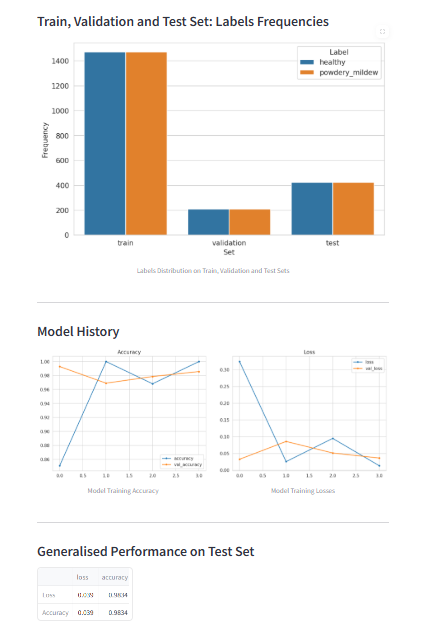 Train, Validation and Test Set: Labels Frequencies
Label
healthy
powdery_mildew
1400
1200
1000
800
600
400
200
0
Frequency
train
validation
test
Set
Labels Distribution on Train, Validation and Test Sets
Model History
Accuracy
1.00
0.98
0.96
0.94
0.92
0.90
0.88
0.86
accuracy
val_accuracy
0.0 0.5 1.0 1.5 2.0 2.5 3.0
Model Training Accuracy
Loss
loss
val_loss
0.30
0.25
0.20
0.15
0.10
0.05
0.00
0.0 0.5 1.0 1.5 2.0 2.5 3.0
Model Training Losses
Generalised Performance on Test Set
loss accuracy
Loss 0.039 0.9834
Accuracy 0.039 0.9834